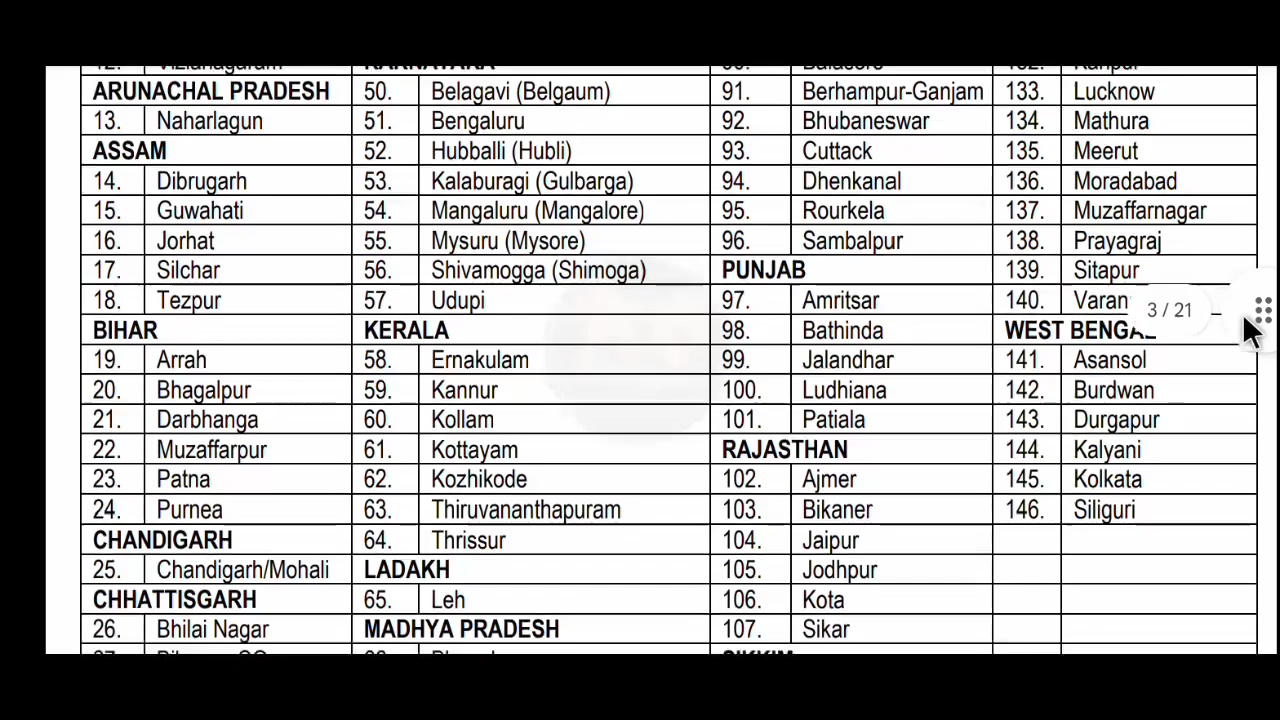 ARUNACHAL PRADESH
13. Naharlagun
ASSAM
14. Dibrugarh
15. Guwahati
16. Jorhat
17. Silchar
18. Tezpur
BIHAR
19. Arrah
20. Bhagalpur
21. Darbhanga
22. Muzaffarpur
23. Patna
24. Purnea
CHANDIGARH
25. Chandigarh/Mohali
CHHATTISGARH
26. Bhilai Nagar
50. Belagavi (Belgaum)
51. Bengaluru
52. Hubballi (Hubli)
53. Kalaburagi (Gulbarga)
54. Mangaluru (Mangalore)
55. Mysuru (Mysore)
56. Shivamogga (Shimoga)
57. Udupi
KERALA
58. Ernakulam
59. Kannur
60. Kollam
61. Kottayam
62. Kozhikode
63. Thiruvananthapuram
64. Thrissur
LADAKH
65. Leh
MADHYA PRADESH
91. Berhampur-Ganjam
92. Bhubaneswar
93. Cuttack
94. Dhenkanal
95. Rourkela
96. Sambalpur
PUNJAB
97. Amritsar
98. Bathinda
99. Jalandhar
100. Ludhiana
101. Patiala
RAJASTHAN
102. Ajmer
103. Bikaner
104. Jaipur
105. Jodhpur
106. Kota
107. Sikar
133. Lucknow
134. Mathura
135. Meerut
136. Moradabad
137. Muzaffarnagar
138. Prayagraj
139. Sitapur
140.
3 / 21
WEST BENGAL
141. Asansol
142. Burdwan
143. Durgapur
144. Kalyani
145. Kolkata
146. Siliguri